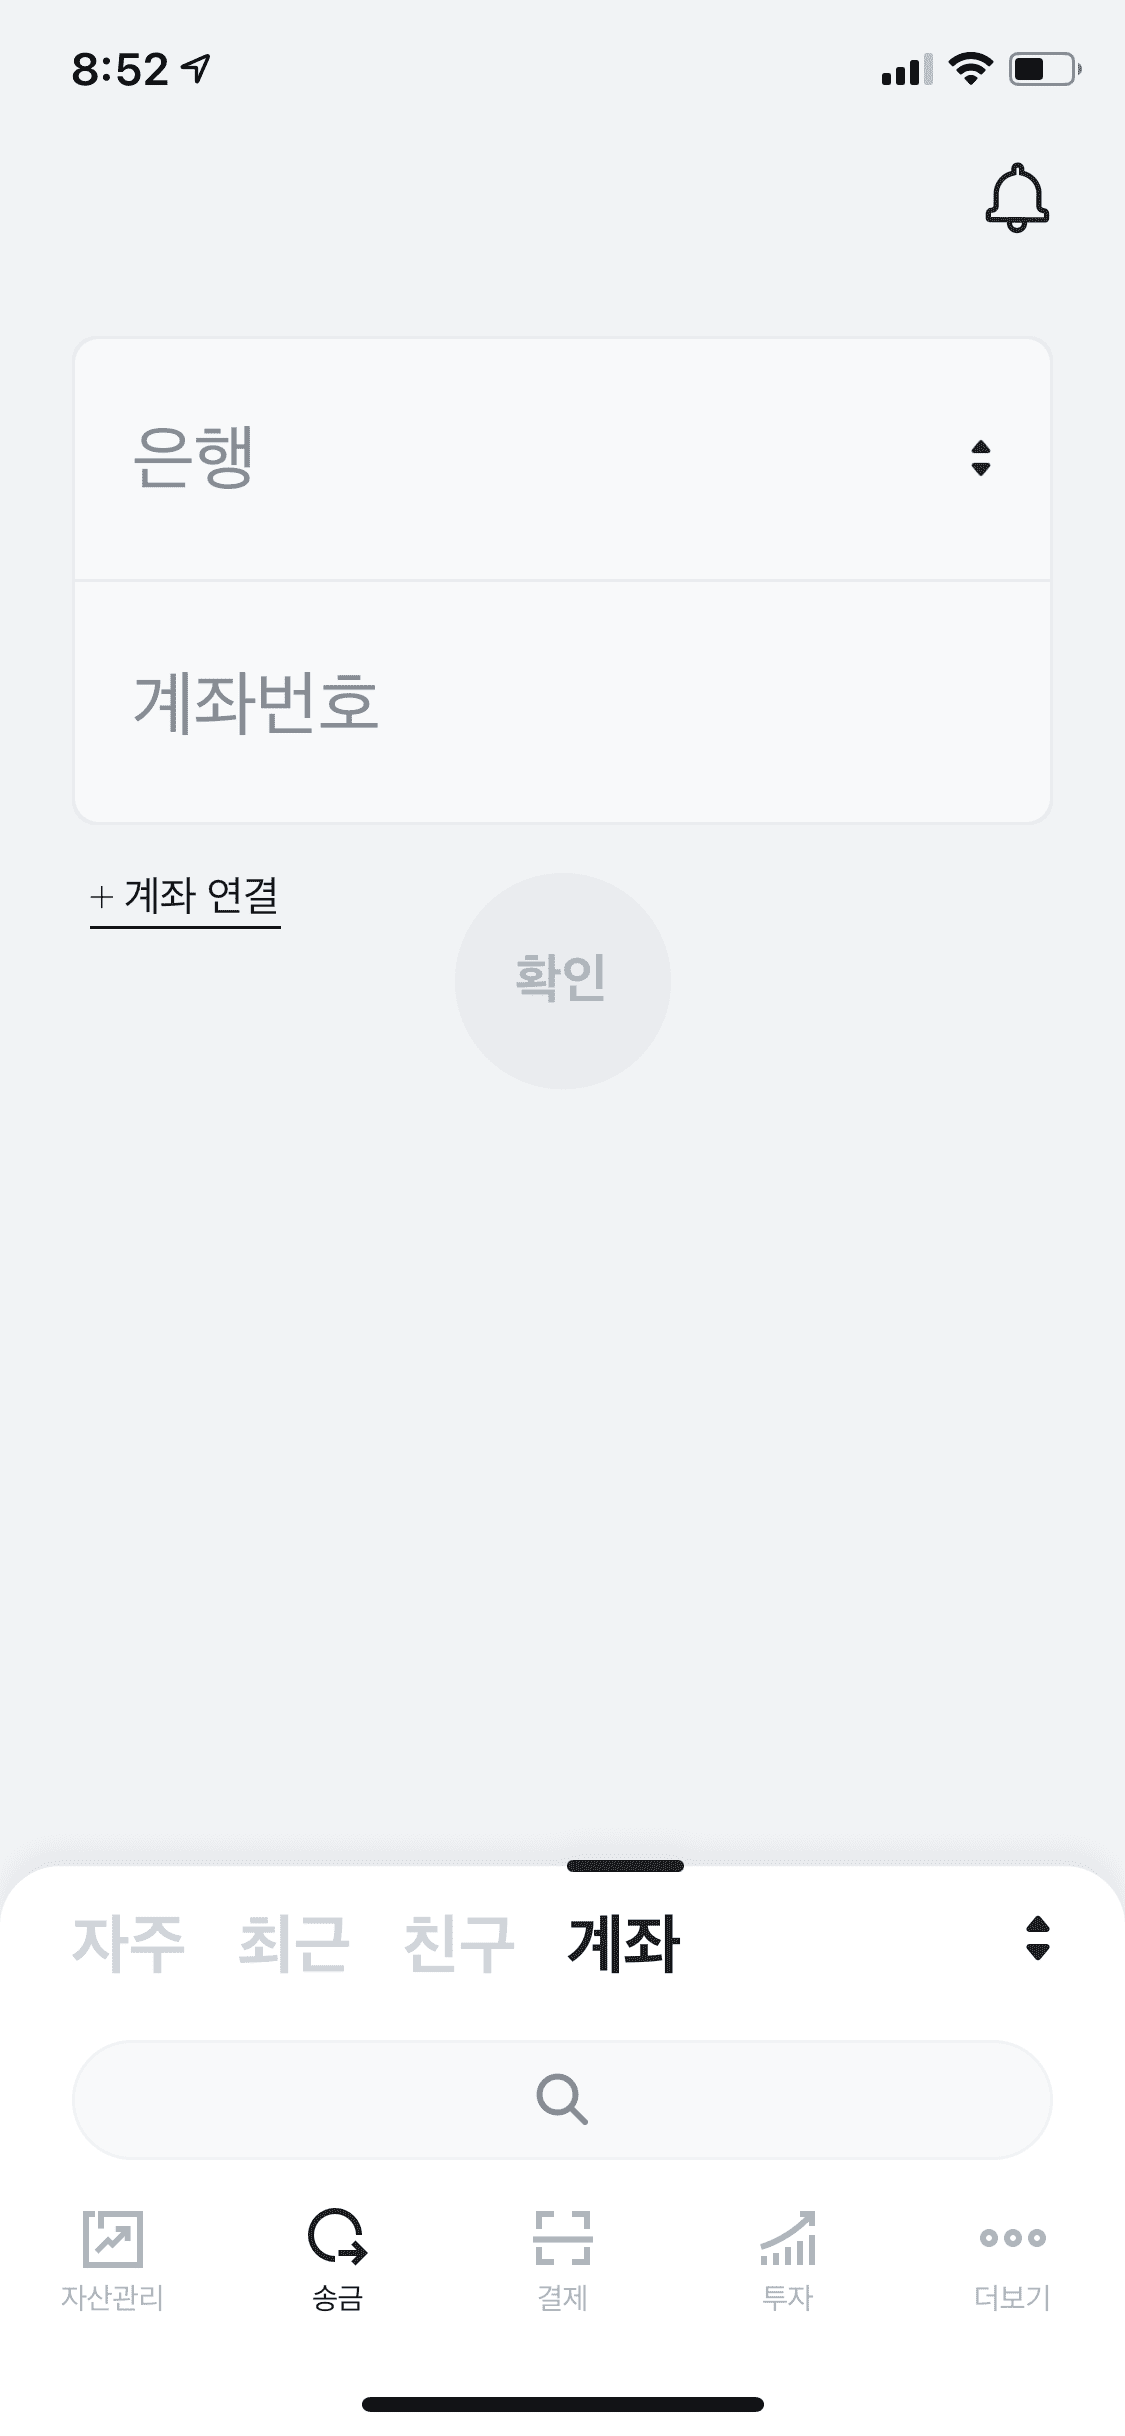 8:52
은행
계좌번호
+ 계좌 연결
확인
자주 최근 친구 계좌
자산관리 송금 결제 투자 더보기